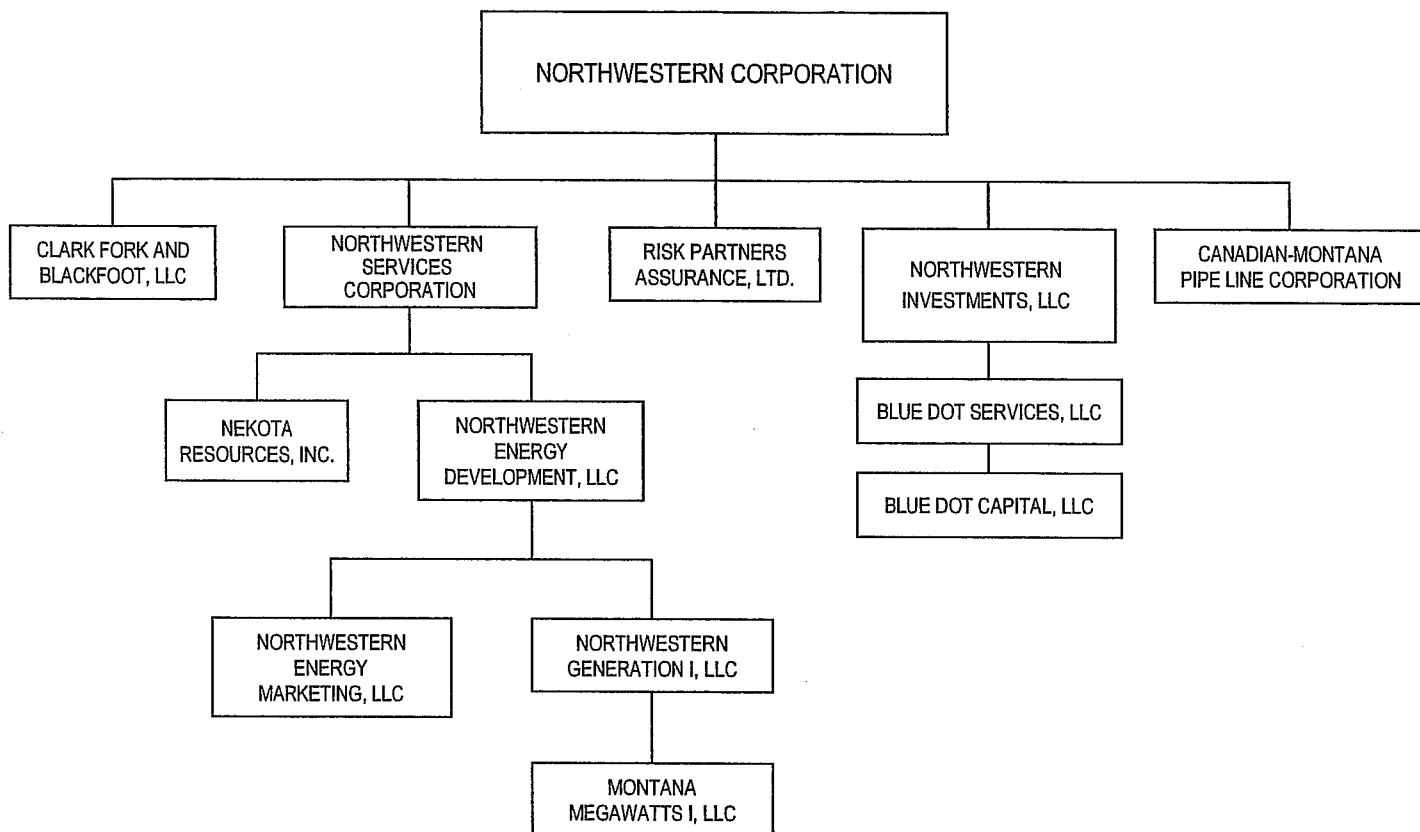 NORTHWESTERN CORPORATION
CLARK FORK AND
BLACKFOOT, LLC
NORTHWESTERN
SERVICES
CORPORATION
RISK PARTNERS
ASSURANCE, LTD.
NORTHWESTERN
INVESTMENTS, LLC
CANADIAN-MONTANA
PIPE LINE CORPORATION
NEKOTA
RESOURCES, INC.
NORTHWESTERN
ENERGY
DEVELOPMENT, LLC
BLUE DOT SERVICES, LLC
BLUE DOT CAPITAL, LLC
NORTHWESTERN
ENERGY
MARKETING, LLC
NORTHWESTERN
GENERATION I, LLC
MONTANA
MEGAWATTS I, LLC